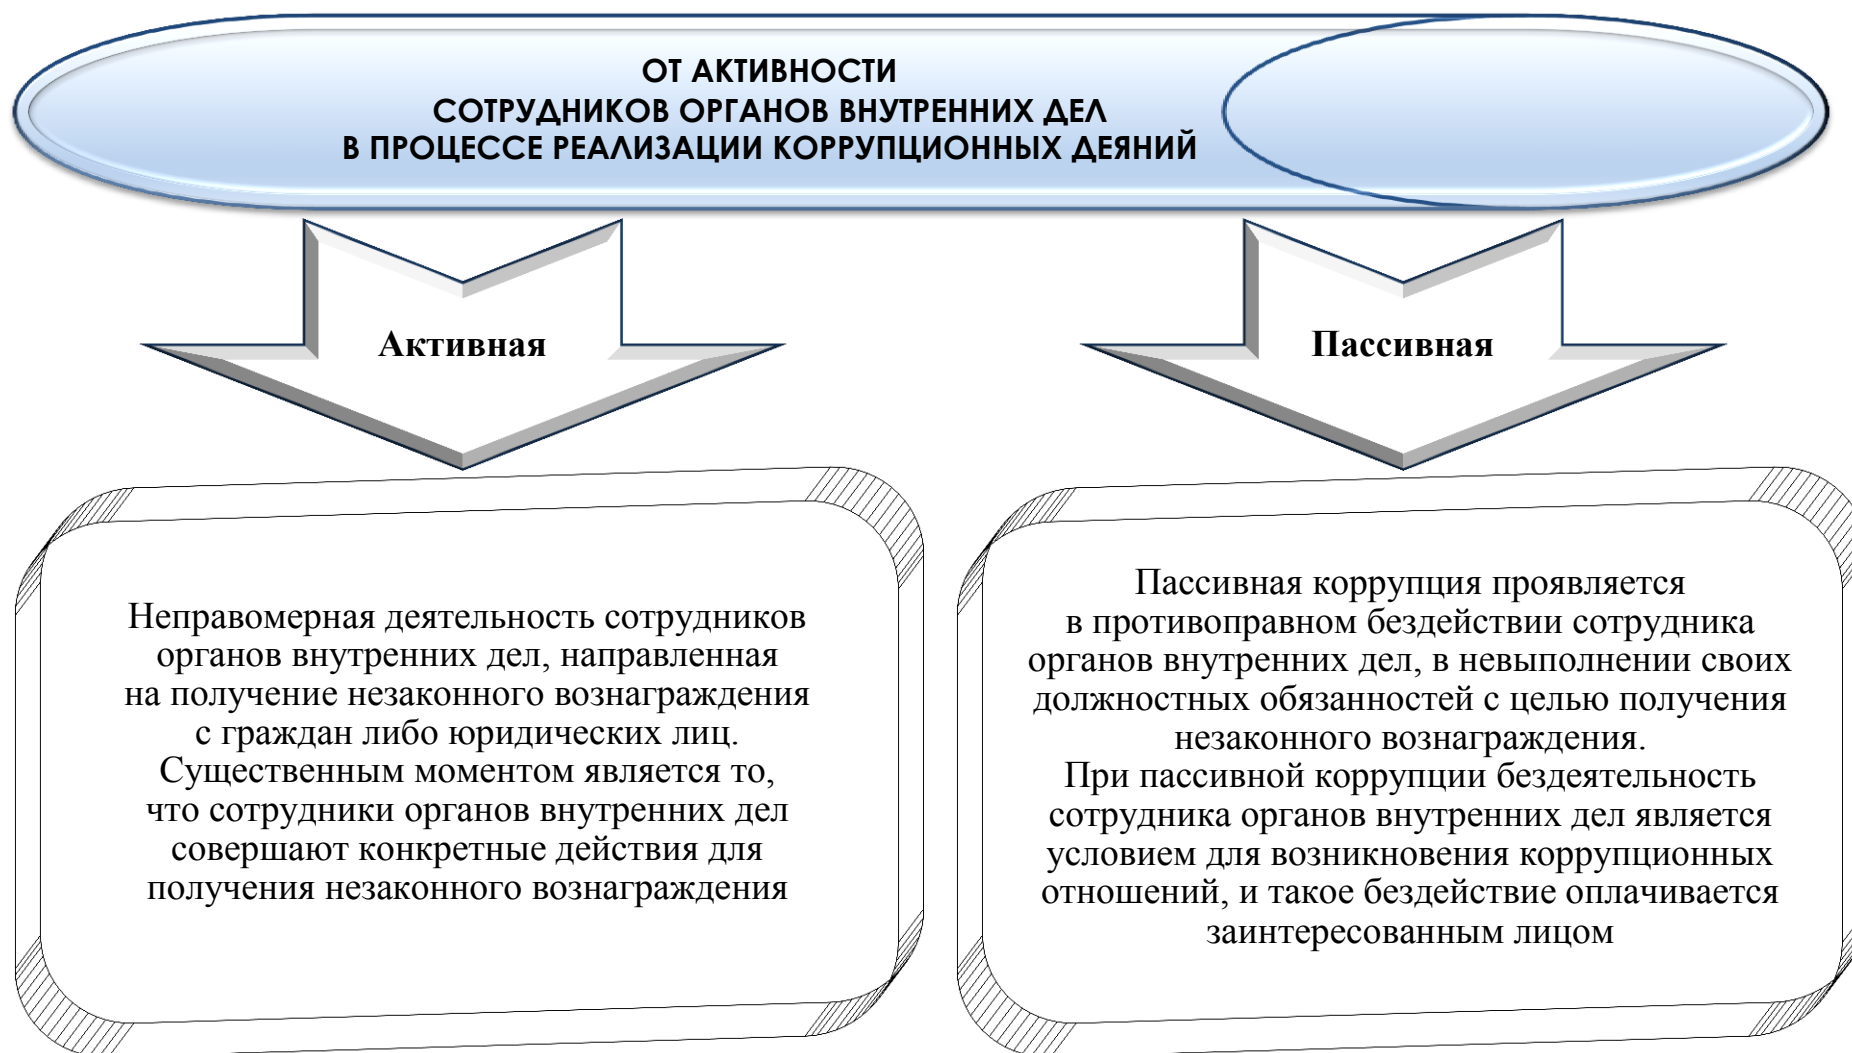 ОТ АКТИВНОСТИ
СОТРУДНИКОВ ОРГАНОВ ВНУТРЕННИХ ДЕЛ
В ПРОЦЕССЕ РЕАЛИЗАЦИИ КОРРУПЦИОННЫХ ДЕЯНИЙ
Активная
Неправомерная деятельность сотрудников
органов внутренних дел, направленная
на получение незаконного вознаграждения
с граждан либо юридических лиц.
Существенным моментом является то,
что сотрудники органов внутренних дел
совершают конкретные действия для
получения незаконного вознаграждения
Пассивная
Пассивная коррупция проявляется
в противоправном бездействии сотрудника
органов внутренних дел, в невыполнении своих
должностных обязанностей с целью получения
незаконного вознаграждения.
При пассивной коррупции бездеятельность
сотрудника органов внутренних дел является
условием для возникновения коррупционных
отношений, и такое бездействие оплачивается
заинтересованным лицом